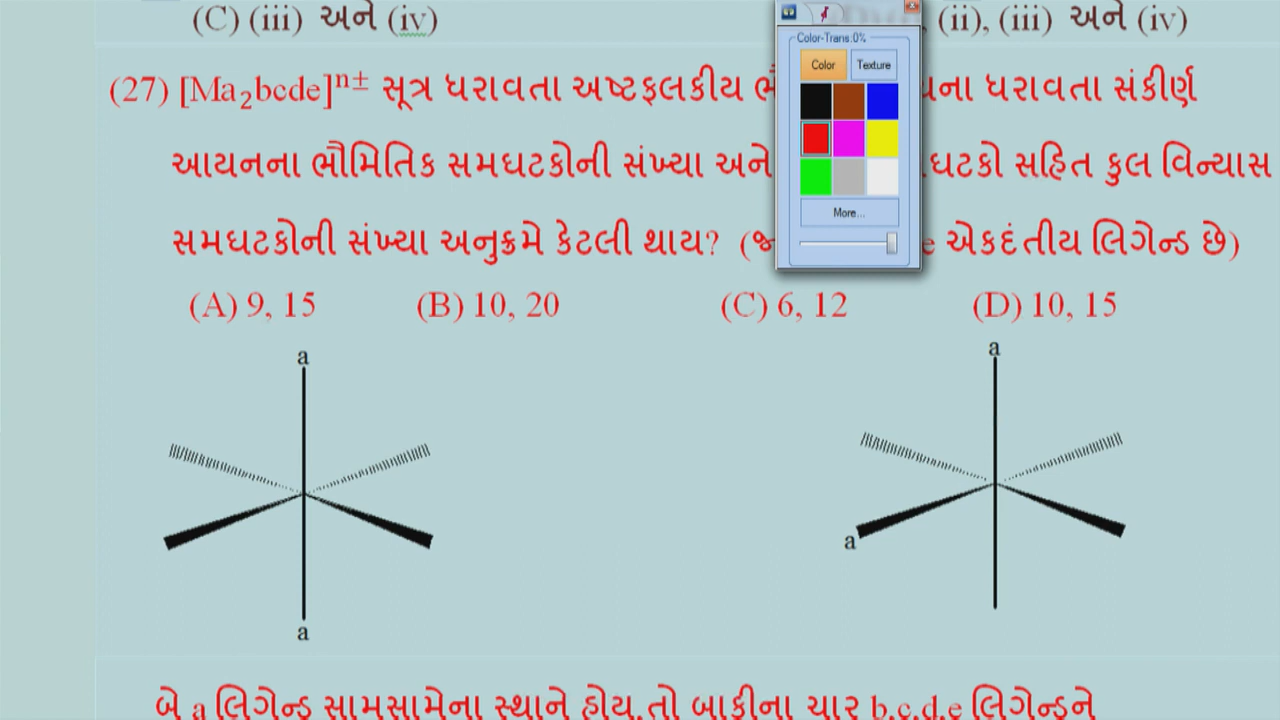 (C) (iii) અને (iv) (ii), (iii) અને (iv)
Color-Trans:0%
Color Texture
More...
(27) [Ma₂bcde]ⁿ± સૂત્ર ધરાવતા અષ્ટફલકીય ધરાવતા સંકીર્ણ
આયનના ભૌમિતિક સમઘટકોની સંખ્યા અને સહિત કુલ વિન્યાસ
સમઘટકોની સંખ્યા અનુક્રમે કેટલી થાય? એકદંતીય લિગેન્ડ છે)
(A) 9, 15 (B) 10, 20 (C) 6, 12 (D) 10, 15
a a
a
a
બે a લિગેન્ડ સામસામેના સ્થાને હોય.તો બાકીના ચાર b,c,d,e લિગેન્ડને